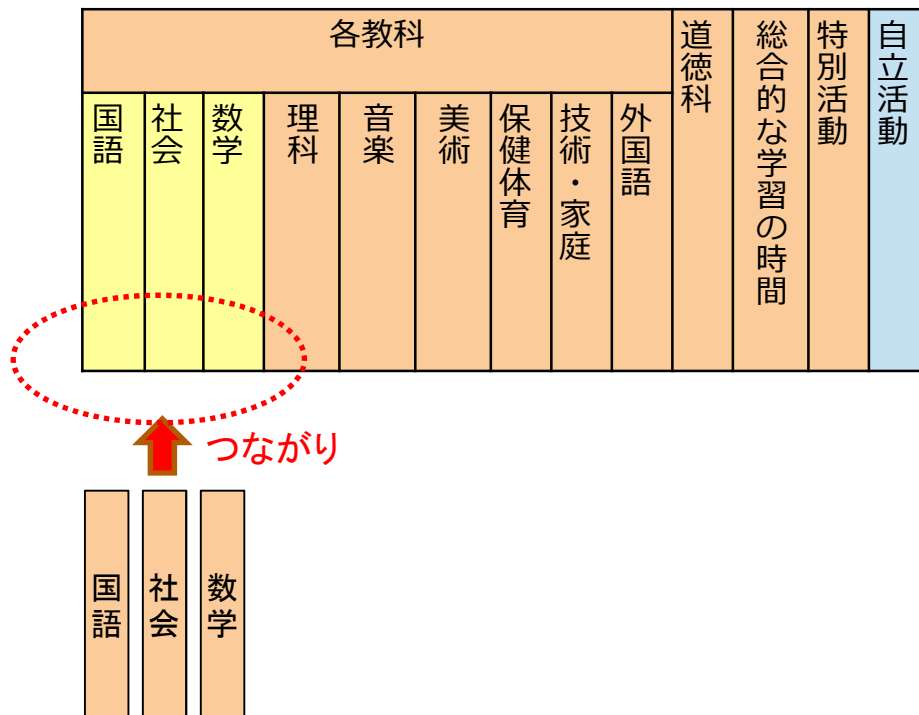 各教科
国語
社会
数学
理科
音楽
美術
保健体育
技術・家庭
外国語
道徳科
総合的な学習の時間
特別活動
自立活動
つながり
国語
社会
数学